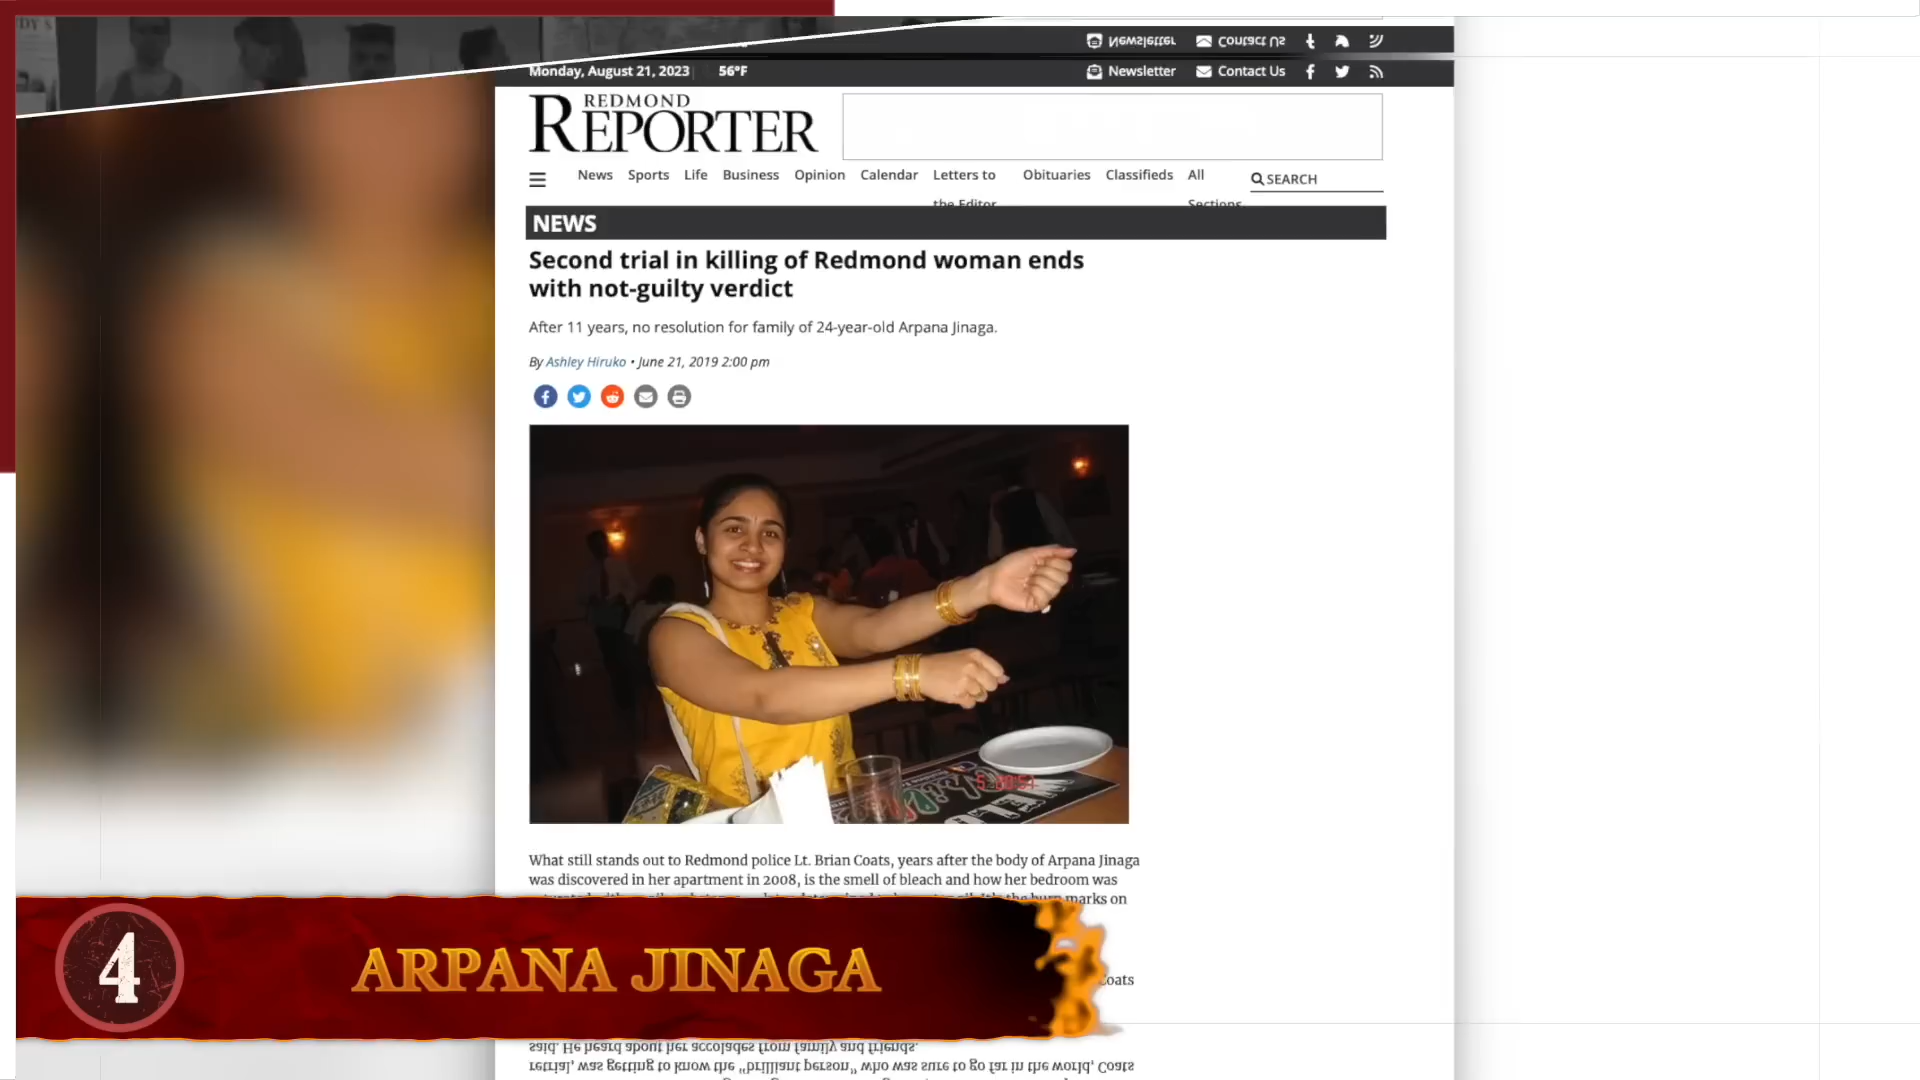 DY S
Newsletter Contact Us
Monday, August 21, 2023 56°F
Newsletter Contact Us
REDMOND
REPORTER
News Sports Life Business Opinion Calendar Letters to the Editor Obituaries Classifieds All Sections
SEARCH
NEWS
Second trial in killing of Redmond woman ends
with not-guilty verdict
After 11 years, no resolution for family of 24-year-old Arpana Jinaga.
By Ashley Hiruko • June 21, 2019 2:00 pm
What still stands out to Redmond police Lt. Brian Coats, years after the body of Arpana Jinaga
was discovered in her apartment in 2008, is the smell of bleach and how her bedroom was
marks on
4
ARPANA JINAGA
Coats
said. He heard about her accolades from family and friends.
retrial, was getting to know the "brilliant person" who was sure to go far in the world, Coats